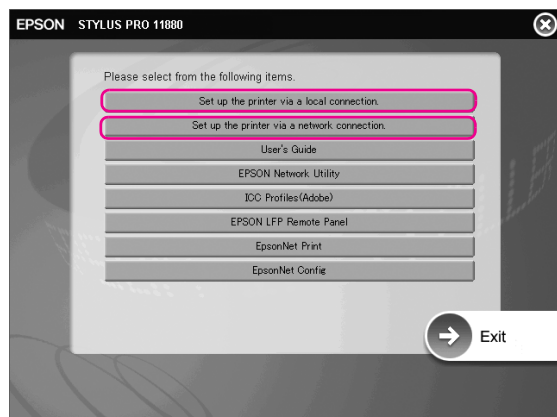 EPSON STYLUS PRO 11880
Please select from the following items.
Set up the printer via a local connection.
Set up the printer via a network connection.
User's Guide
EPSON Network Utility
ICC Profiles(Adobe)
EPSON LFP Remote Panel
EpsonNet Print
EpsonNet Config
Exit